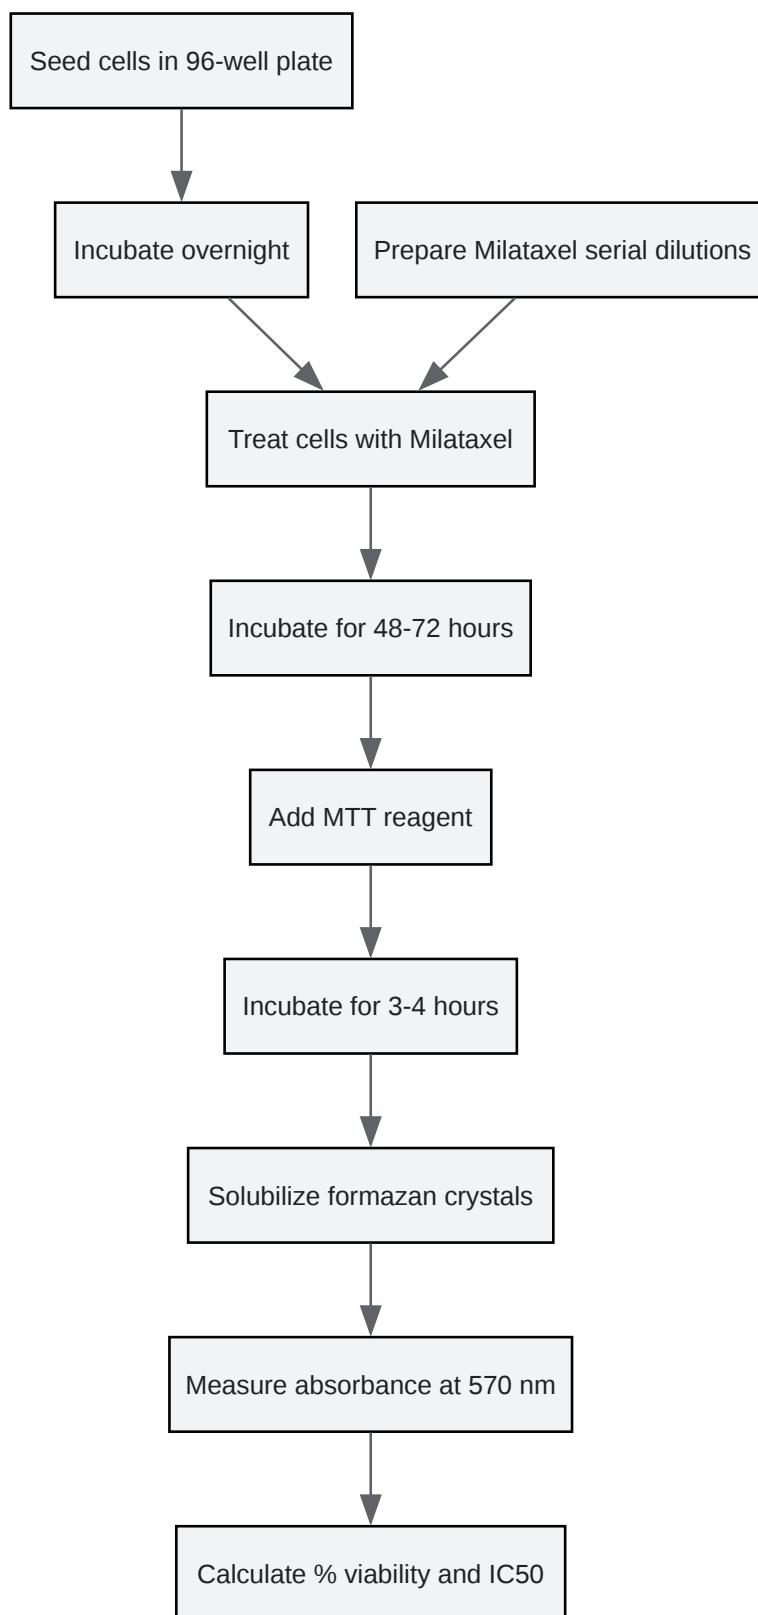 Seed cells in 96-well plate
Incubate overnight
Prepare Milataxel serial dilutions
Treat cells with Milataxel
Incubate for 48-72 hours
Add MTT reagent
Incubate for 3-4 hours
Solubilize formazan crystals
Measure absorbance at 570 nm
Calculate % viability and IC50